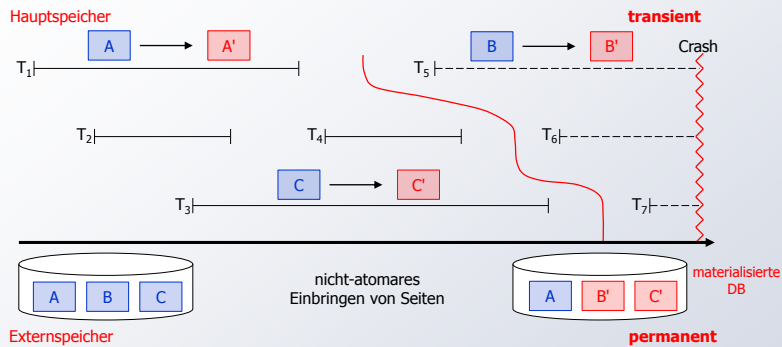 Hauptspeicher
transient
A
A'
B
B'
Crash
T1
T5
T2
T4
T6
C
C'
T3
T7
A
B
C
nicht-atomares
Einbringen von Seiten
A
B'
C'
materialisierte
DB
Externspeicher
permanent